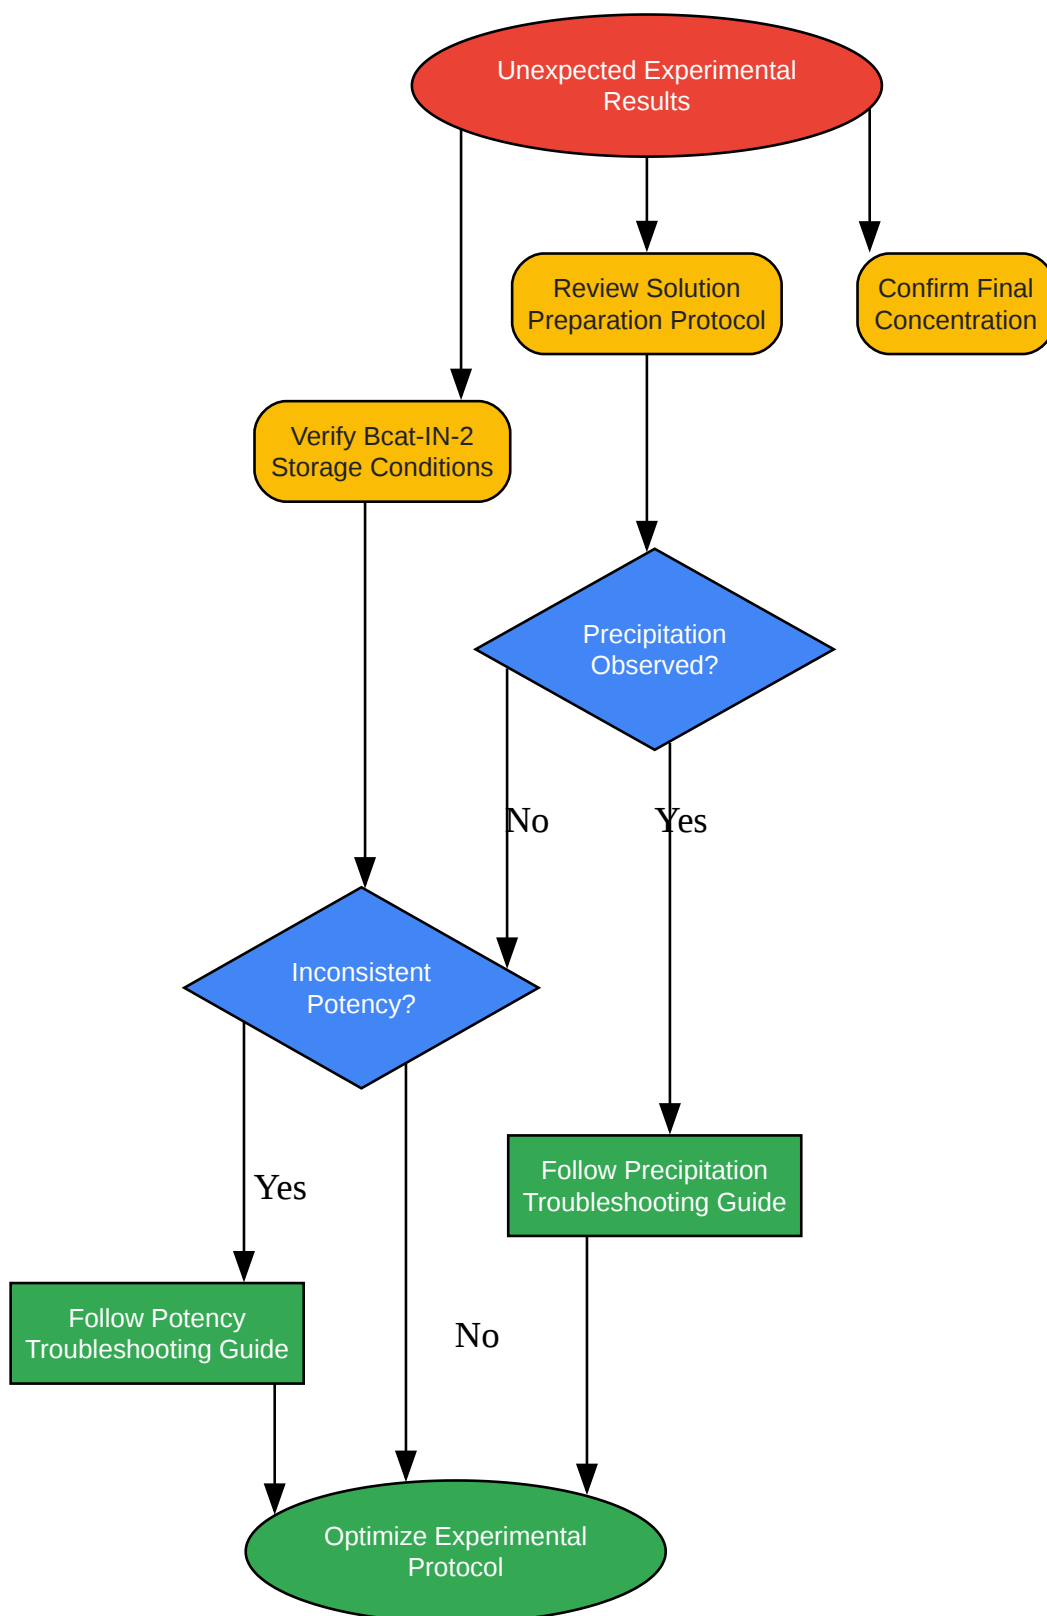 Unexpected Experimental
Results
Review Solution
Preparation Protocol
Confirm Final
Concentration
Verify Bcat-IN-2
Storage Conditions
Precipitation
Observed?
No
Yes
Inconsistent
Potency?
Follow Precipitation
Troubleshooting Guide
Yes
Follow Potency
Troubleshooting Guide
No
Optimize Experimental
Protocol